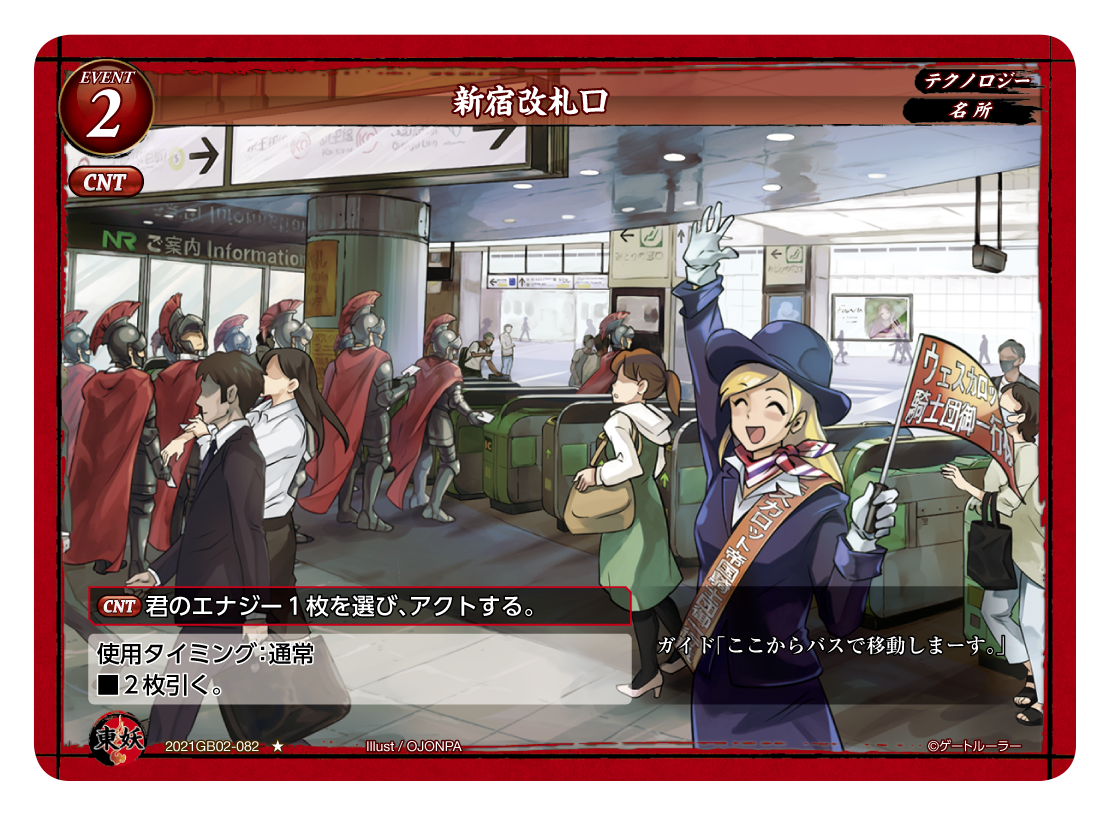 EVENT
2
CNT
新宿改札口
テクノロジー
名所
NR ご案内 Information
ウェスカロッ
騎士団御一行
CNT 君のエナジー1枚を選び、アクトする。
使用タイミング:通常
■2枚引く。
ガイド「ここからバスで移動しまーす。」
東妖
2021GB02-082 ★
Illust / OJONPA
©ゲートルーラー